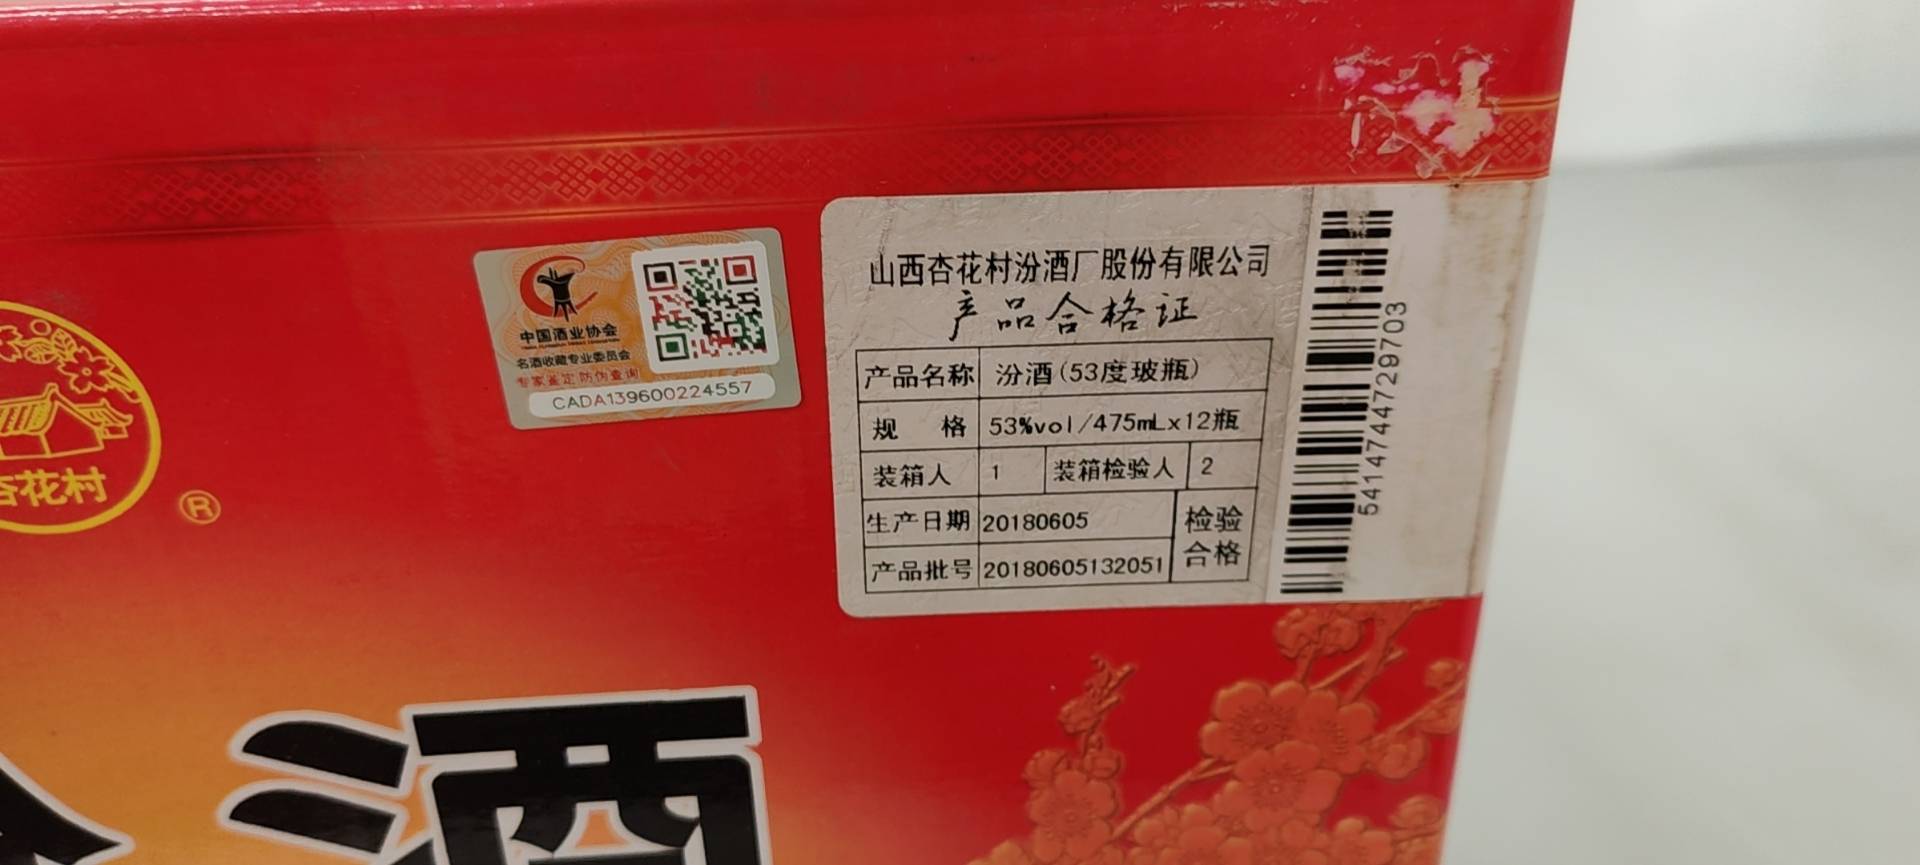 中国酒业协会
名酒收藏专业委员会
专家鉴定 防伪查询
CADA139600224557
山西杏花村汾酒厂股份有限公司
产品合格证
产品名称 汾酒(53度玻瓶)
规 格 53%vol/475mLx12瓶
装箱人 1 装箱检验人 2
生产日期 20180605 检验
产品批号 20180605132051 合格
5414744729703
杏花村
®
汾酒